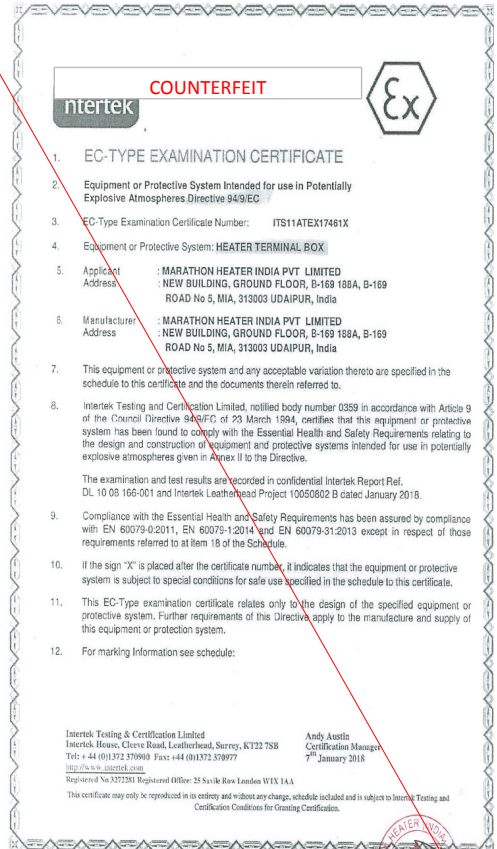 COUNTERFEIT
ntertek
Ex
1. EC-TYPE EXAMINATION CERTIFICATE
2. Equipment or Protective System Intended for use in Potentially
Explosive Atmospheres Directive 94/9/EC
3. EC-Type Examination Certificate Number: ITS11ATEX17461X
4. Equipment or Protective System: HEATER TERMINAL BOX
5. Applicant : MARATHON HEATER INDIA PVT LIMITED
Address : NEW BUILDING, GROUND FLOOR, B-169 188A, B-169
ROAD No 5, MIA, 313003 UDAIPUR, India
6. Manufacturer : MARATHON HEATER INDIA PVT LIMITED
Address : NEW BUILDING, GROUND FLOOR, B-169 188A, B-169
ROAD No 5, MIA, 313003 UDAIPUR, India
7. This equipment or protective system and any acceptable variation thereto are specified in the
schedule to this certificate and the documents therein referred to.
8. Intertek Testing and Certification Limited, notified body number 0359 in accordance with Article 9
of the Council Directive 94/9/EC of 23 March 1994, certifies that this equipment or protective
system has been found to comply with the Essential Health and Safety Requirements relating to
the design and construction of equipment and protective systems intended for use in potentially
explosive atmospheres given in Annex II to the Directive.
The examination and test results are recorded in confidential Intertek Report Ref.
DL 10 08 166-001 and Intertek Leatherhead Project 10050802 B dated January 2018.
9. Compliance with the Essential Health and Safety Requirements has been assured by compliance
with EN 60079-0:2011, EN 60079-1:2014 and EN 60079-31:2013 except in respect of those
requirements referred to at item 18 of the Schedule.
10. If the sign "X" is placed after the certificate number, it indicates that the equipment or protective
system is subject to special conditions for safe use specified in the schedule to this certificate.
11. This EC-Type examination certificate relates only to the design of the specified equipment or
protective system. Further requirements of this Directive apply to the manufacture and supply of
this equipment or protection system.
12. For marking Information see schedule:
Intertek Testing & Certification Limited
Intertek House, Cleeve Road, Leatherhead, Surrey, KT22 7SB
Tel: + 44 (0)1372 370900 Fax: +44 (0)1372 370977
http://www.intertek.com
Registered No 3272281 Registered Office: 25 Savile Row London W1X 1AA
Andy Austin
Certification Manager
7th January 2018
This certificate may only be reproduced in its entirety and without any change, schedule included and is subject to Intertek Testing and
Certification Conditions for Granting Certification.
HEATER INDIA